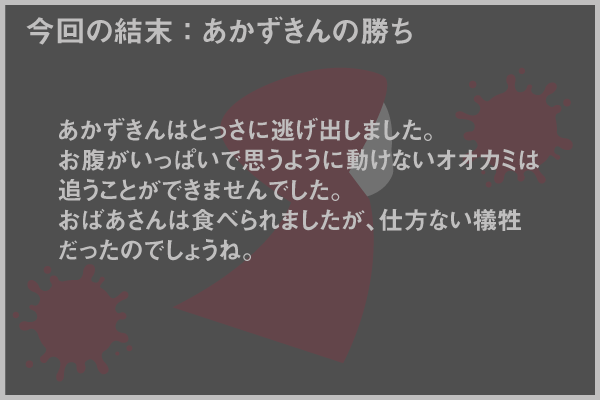 今回の結末：あかずきんの勝ち
あかずきんはとっさに逃げ出しました。
お腹がいっぱいで思うように動けないオオカミは
追うことができませんでした。
おばあさんは食べられましたが、仕方ない犠牲
だったのでしょうね。